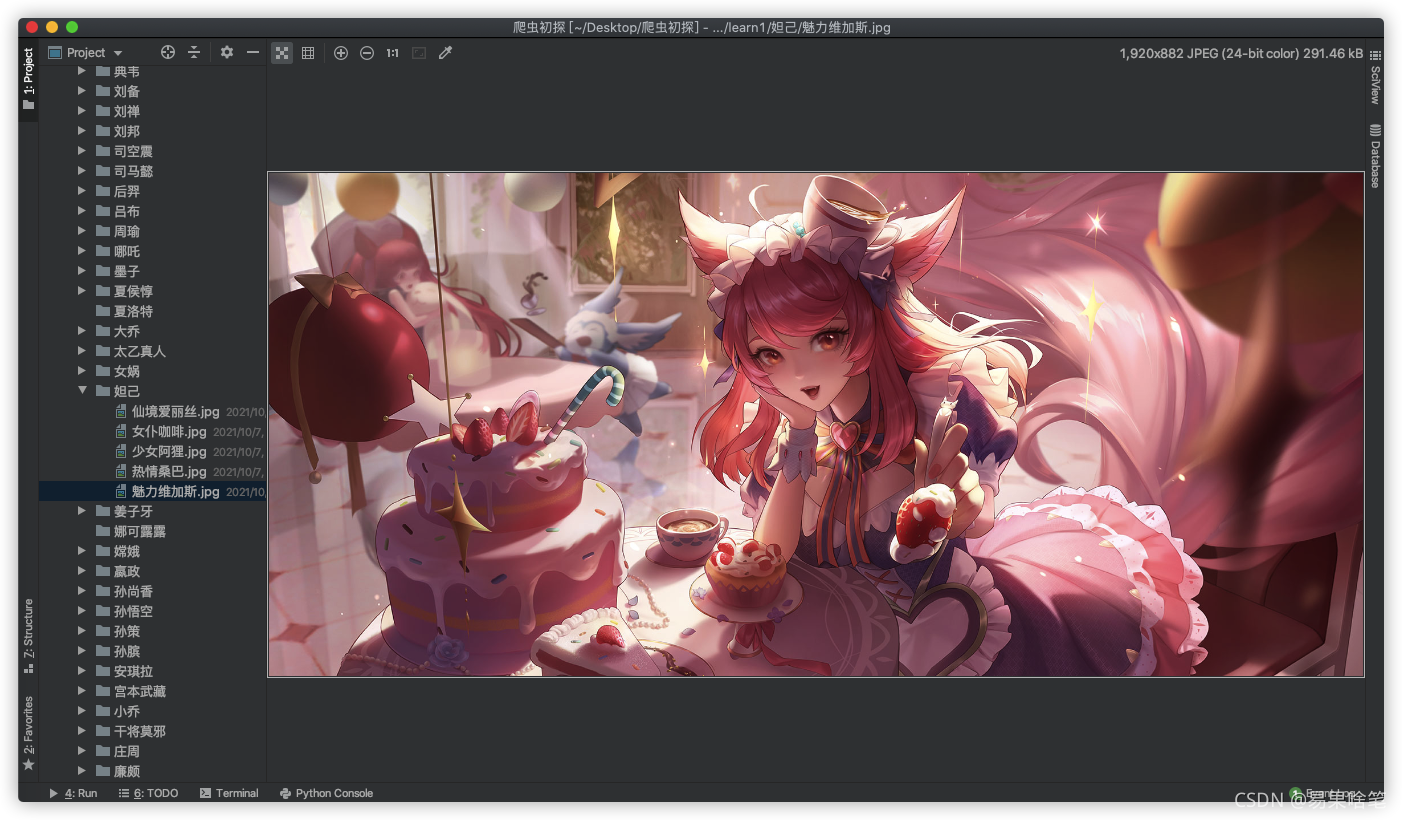 爬虫初探 [~/Desktop/爬虫初探] - .../learn1/妲己/魅力维加斯.jpg
Project
1:1
1,920x882 JPEG (24-bit color) 291.46 kB
1: Project
SciView
Database
典韦
刘备
刘禅
刘邦
司空震
司马懿
后羿
吕布
周瑜
哪吒
墨子
夏侯惇
夏洛特
大乔
太乙真人
女娲
妲己
仙境爱丽丝.jpg 2021/10
女仆咖啡.jpg 2021/10/7,
少女阿狸.jpg 2021/10/7,
热情桑巴.jpg 2021/10/7,
魅力维加斯.jpg 2021/10,
姜子牙
娜可露露
嫦娥
嬴政
孙尚香
孙悟空
孙策
孙膑
安琪拉
宫本武藏
小乔
干将莫邪
庄周
廉颇
7: Structure
2: Favorites
4: Run
6: TODO
Terminal
Python Console
1
CSDN @易果啥笔